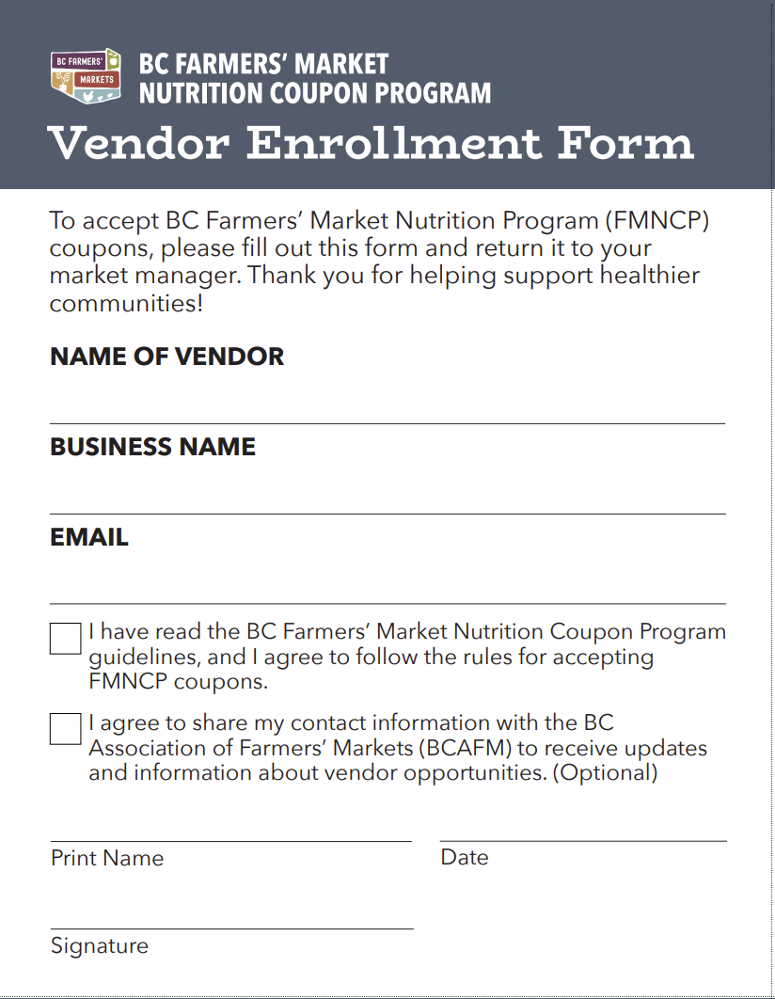 BC FARMERS'
MARKETS
BC FARMERS’ MARKET
NUTRITION COUPON PROGRAM
Vendor Enrollment Form
To accept BC Farmers’ Market Nutrition Program (FMNCP)
coupons, please fill out this form and return it to your
market manager. Thank you for helping support healthier
communities!
NAME OF VENDOR
BUSINESS NAME
EMAIL
I have read the BC Farmers’ Market Nutrition Coupon Program
guidelines, and I agree to follow the rules for accepting
FMNCP coupons.
I agree to share my contact information with the BC
Association of Farmers’ Markets (BCAFM) to receive updates
and information about vendor opportunities. (Optional)
Print Name
Date
Signature